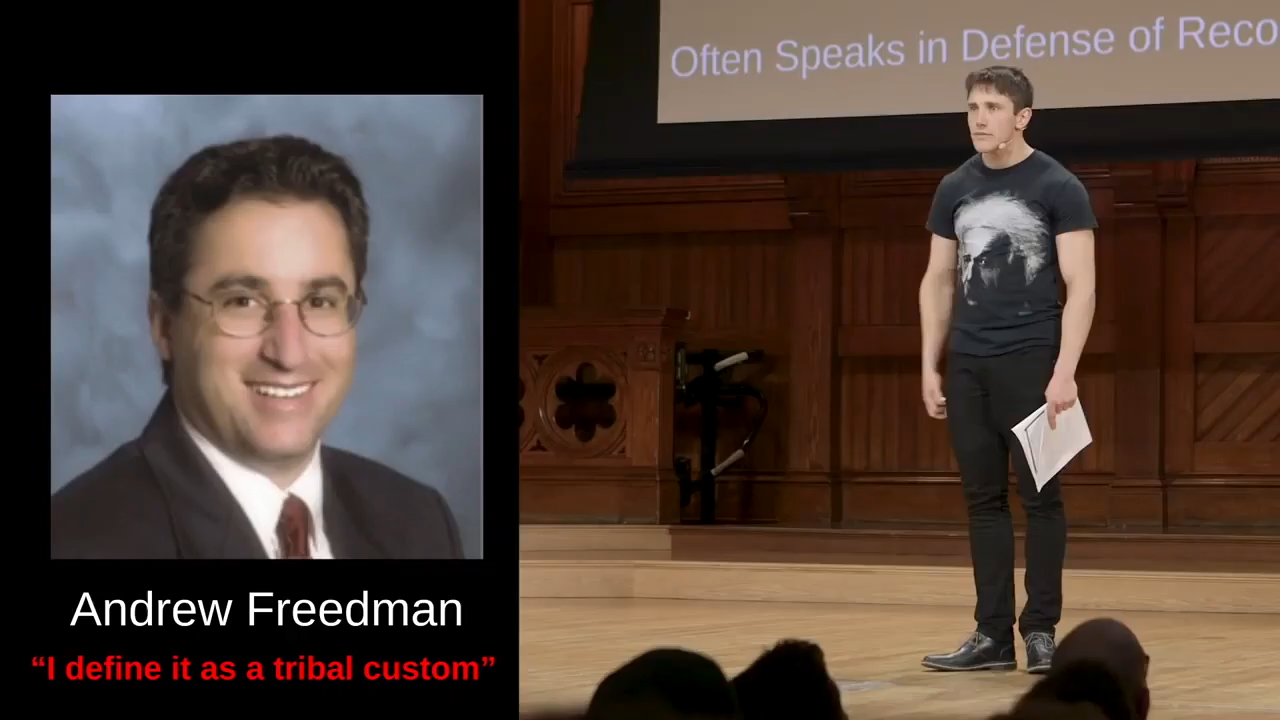 Often Speaks in Defense of Reco
Andrew Freedman
“I define it as a tribal custom”